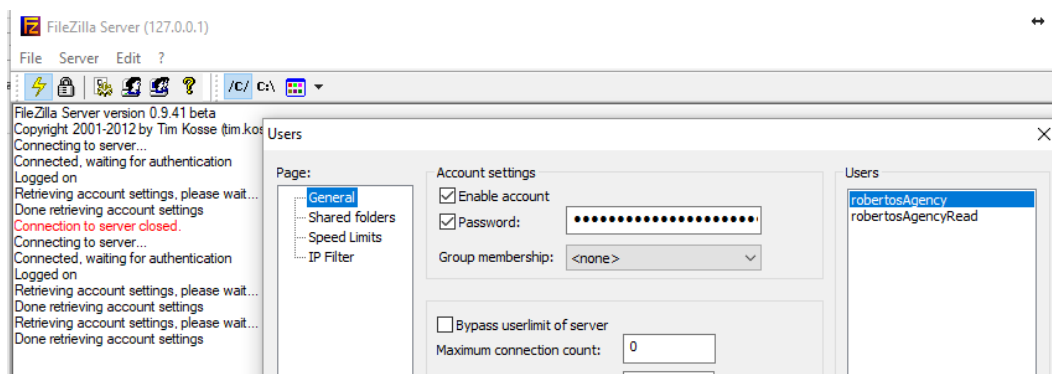 FileZilla Server (127.0.0.1)
File Server Edit ?
/C/ C:\
FileZilla Server version 0.9.41 beta
Copyright 2001-2012 by Tim Kosse (tim.kos
Connecting to server...
Connected, waiting for authentication
Logged on
Retrieving account settings, please wait...
Done retrieving account settings
Connection to server closed.
Connecting to server...
Connected, waiting for authentication
Logged on
Retrieving account settings, please wait...
Done retrieving account settings
Retrieving account settings, please wait...
Done retrieving account settings
Users
Page:
General
Shared folders
Speed Limits
IP Filter
Account settings
Enable account
Password:
Group membership: <none>
Bypass userlimit of server
Maximum connection count: 0
Users
robertosAgency
robertosAgencyRead